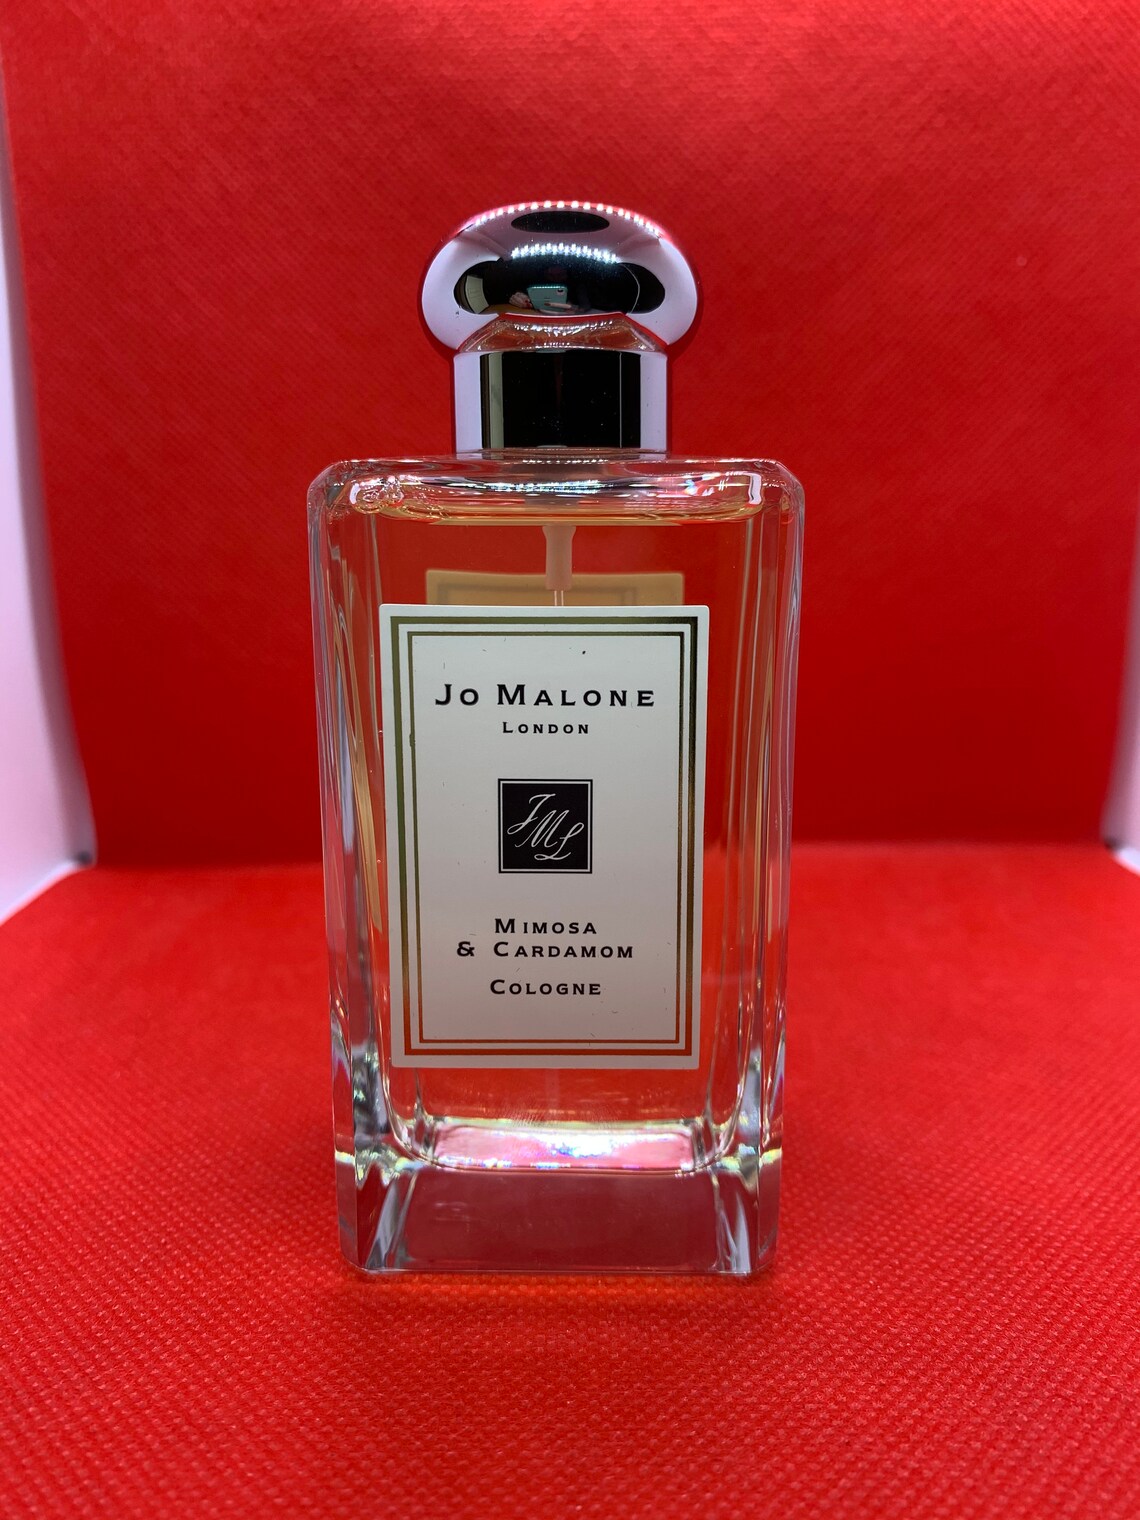 Jo Malone
London
JML
Mimosa
& Cardamom
Cologne